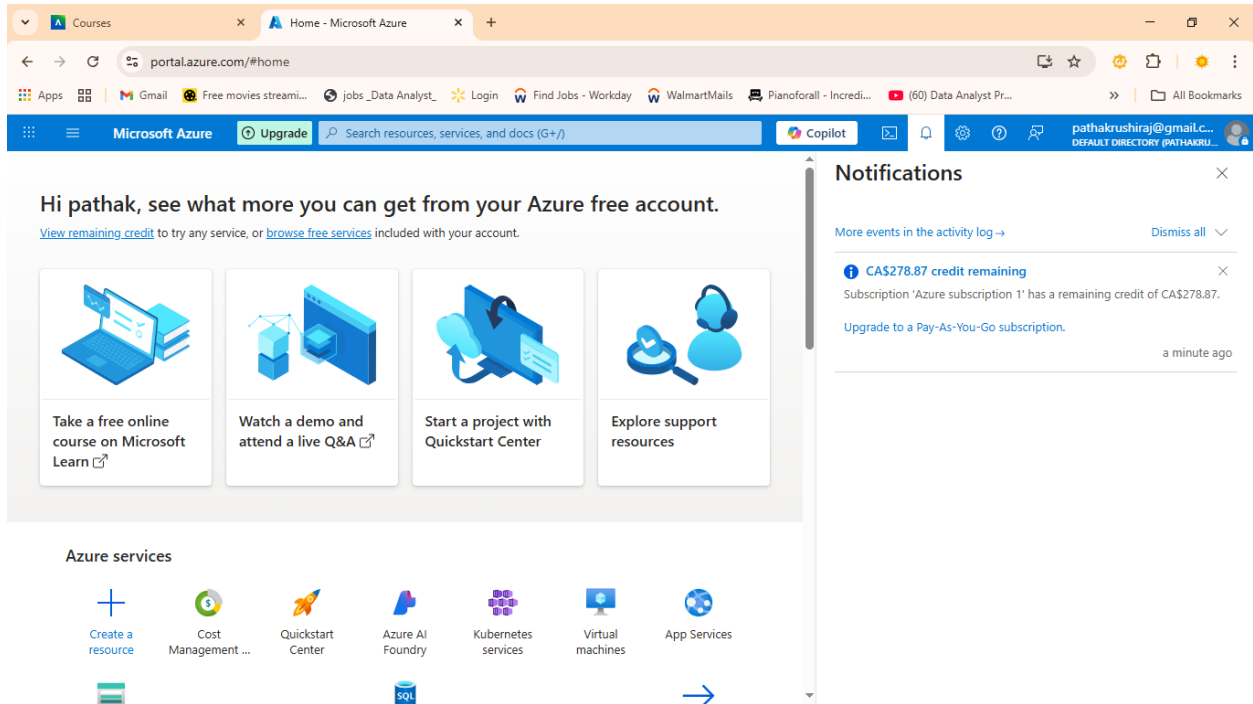 Courses
Home - Microsoft Azure
portal.azure.com/#home
Apps
Gmail
Free movies streami...
jobs _Data Analyst_
Login
Find Jobs - Workday
WalmartMails
Pianoforall - Incredi...
(60) Data Analyst Pr...
All Bookmarks
Microsoft Azure
Upgrade
Search resources, services, and docs (G+/)
Copilot
pathakrushiraj@gmail.c...
DEFAULT DIRECTORY (PATHAKRU...
Hi pathak, see what more you can get from your Azure free account.
View remaining credit to try any service, or browse free services included with your account.
Take a free online
course on Microsoft
Learn
Watch a demo and
attend a live Q&A
Start a project with
Quickstart Center
Explore support
resources
Azure services
Create a
resource
Cost
Management ...
Quickstart
Center
Azure AI
Foundry
Kubernetes
services
Virtual
machines
App Services
SQL
Notifications
More events in the activity log →
Dismiss all
CA$278.87 credit remaining
Subscription 'Azure subscription 1' has a remaining credit of CA$278.87.
Upgrade to a Pay-As-You-Go subscription.
a minute ago